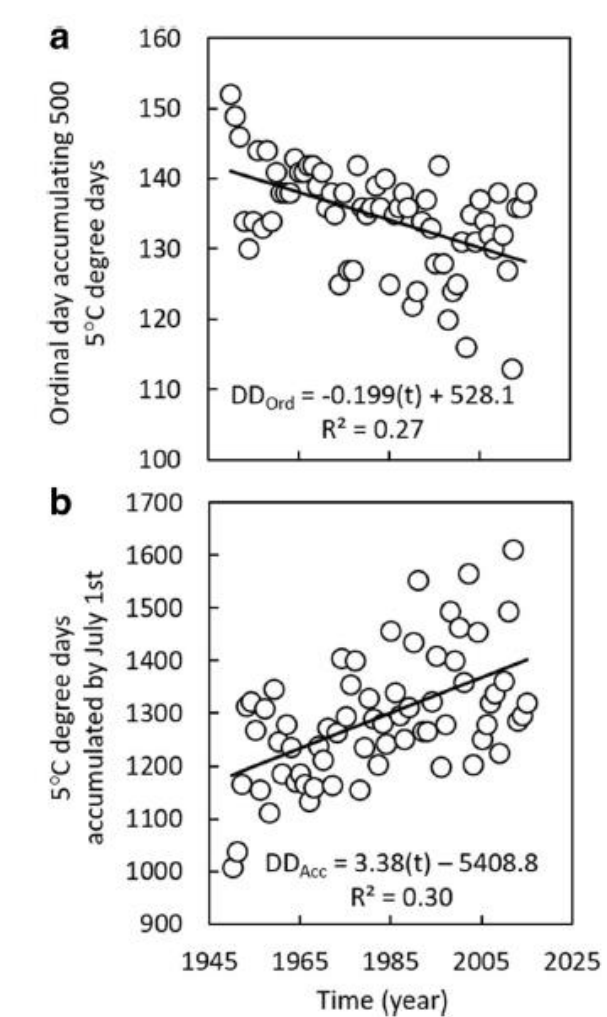 a
Ordinal day accumulating 500
5°C degree days
160
150
140
130
120
110
100
DD_Ord = -0.199(t) + 528.1
R² = 0.27
b
5°C degree days
accumulated by July 1st
1700
1600
1500
1400
1300
1200
1100
1000
900
DD_Acc = 3.38(t) – 5408.8
R² = 0.30
1945 1965 1985 2005 2025
Time (year)